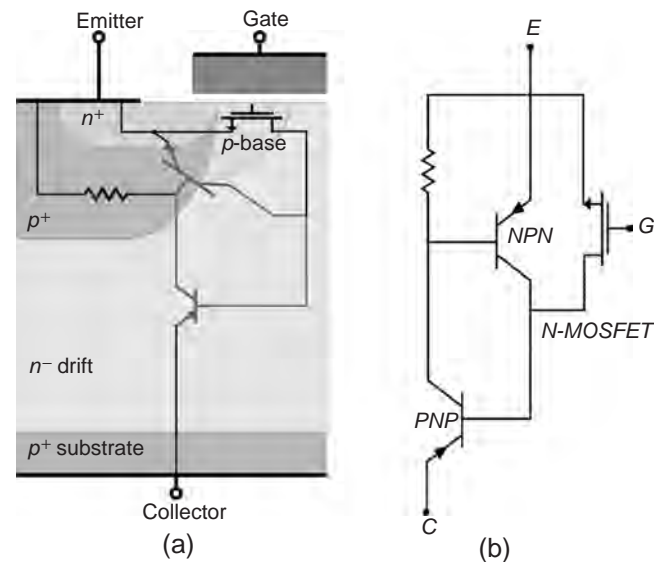 Emitter
Gate
n+
p-base
p+
n− drift
p+ substrate
Collector
(a)
E
NPN
G
N-MOSFET
PNP
C
(b)